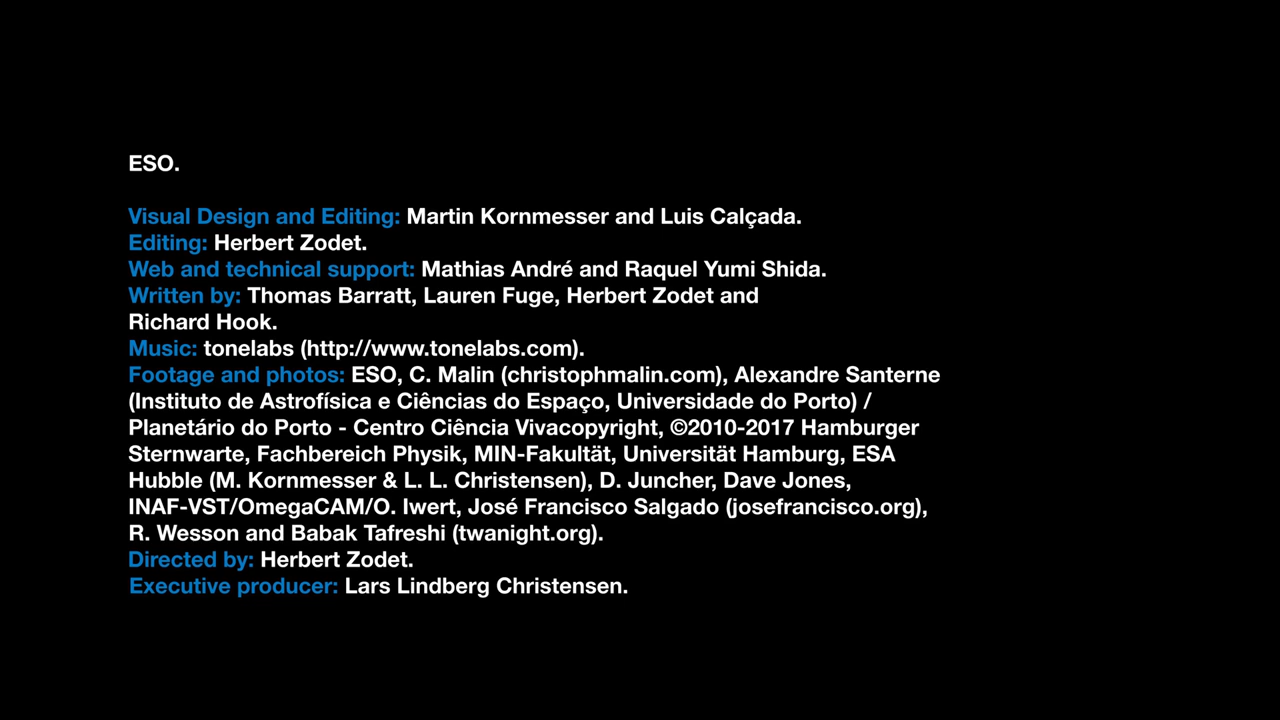 ESO.
Visual Design and Editing: Martin Kornmesser and Luis Calçada.
Editing: Herbert Zodet.
Web and technical support: Mathias André and Raquel Yumi Shida.
Written by: Thomas Barratt, Lauren Fuge, Herbert Zodet and
Richard Hook.
Music: tonelabs (http://www.tonelabs.com).
Footage and photos: ESO, C. Malin (christophmalin.com), Alexandre Santerne
(Instituto de Astrofísica e Ciências do Espaço, Universidade do Porto) /
Planetário do Porto - Centro Ciência Vivacopyright, ©2010-2017 Hamburger
Sternwarte, Fachbereich Physik, MIN-Fakultät, Universität Hamburg, ESA
Hubble (M. Kornmesser & L. L. Christensen), D. Juncher, Dave Jones,
INAF-VST/OmegaCAM/O. Iwert, José Francisco Salgado (josefrancisco.org),
R. Wesson and Babak Tafreshi (twanight.org).
Directed by: Herbert Zodet.
Executive producer: Lars Lindberg Christensen.